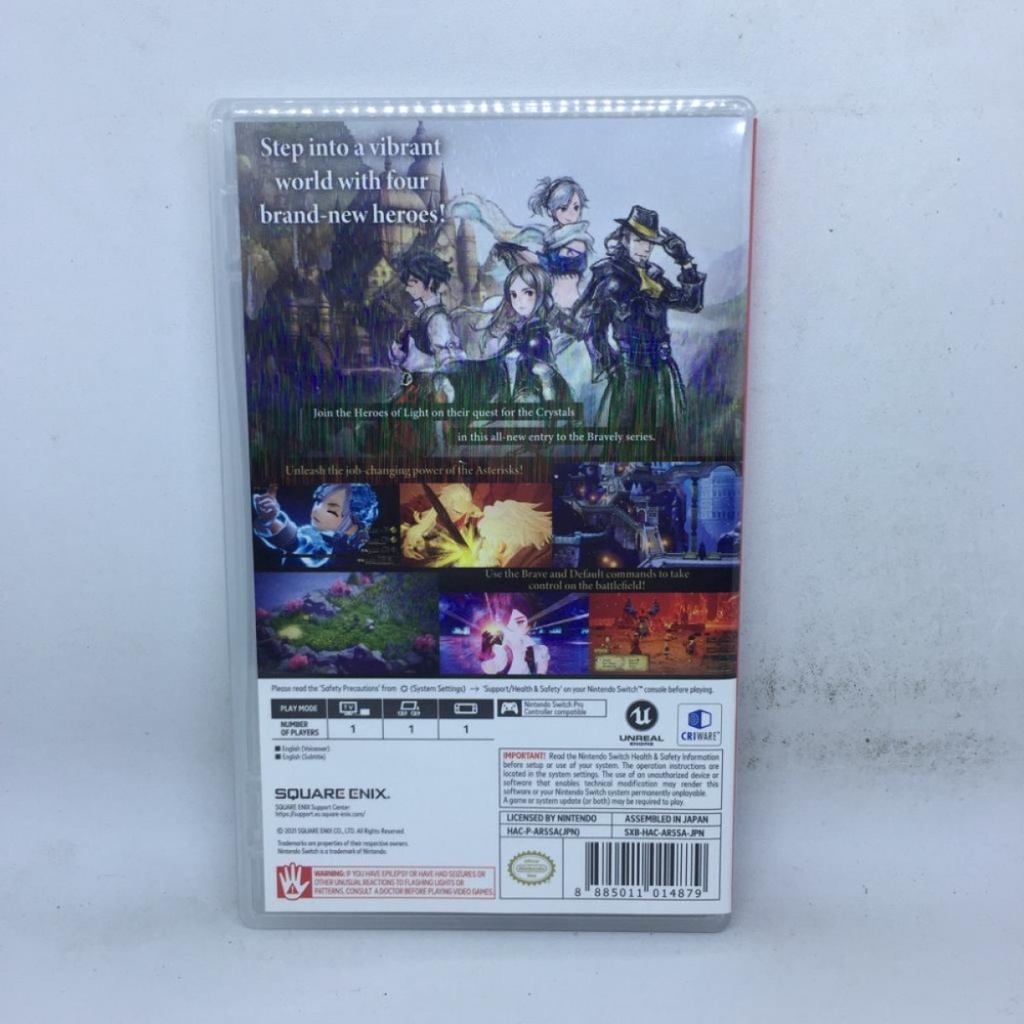 Step into a vibrant
world with four
brand-new heroes!
Join the Heroes of Light on their quest for the Crystals
in this all-new entry to the Bravely series.
Unleash the job-changing power of the Asterisks!
Use the Brave and Default commands to take
control on the battlefield!
Please read the 'Safety Precautions' from (System Settings) → 'Support/Health & Safety' on your Nintendo Switch™ console before playing.
PLAY MODE
TV
NUMBER
OF PLAYERS
1
1
1
Nintendo Switch Pro
Controller compatible
UNREAL
ENGINE
CRIWARE™
English (Voiceover)
English (Subtitle)
SQUARE ENIX.
SQUARE ENIX Support Center:
https://support.eu.square-enix.com/
© 2021 SQUARE ENIX CO., LTD. All Rights Reserved.
Trademarks are properties of their respective owners.
Nintendo Switch is a trademark of Nintendo.
WARNING: IF YOU HAVE EPILEPSY OR HAVE HAD SEIZURES OR
OTHER UNUSUAL REACTIONS TO FLASHING LIGHTS OR
PATTERNS, CONSULT A DOCTOR BEFORE PLAYING VIDEO GAMES.
IMPORTANT! Read the Nintendo Switch Health & Safety Information
before setup or use of your system. The operation instructions are
located in the system settings. The use of an unauthorized device or
software that enables technical modification may render this
software or your Nintendo Switch system permanently unplayable.
A game or system update (or both) may be required to play.
LICENSED BY NINTENDO
ASSEMBLED IN JAPAN
HAC-P-ARSSA(JPN)
SXB-HAC-ARSSA-JPN
Nintendo
8 885011 014879